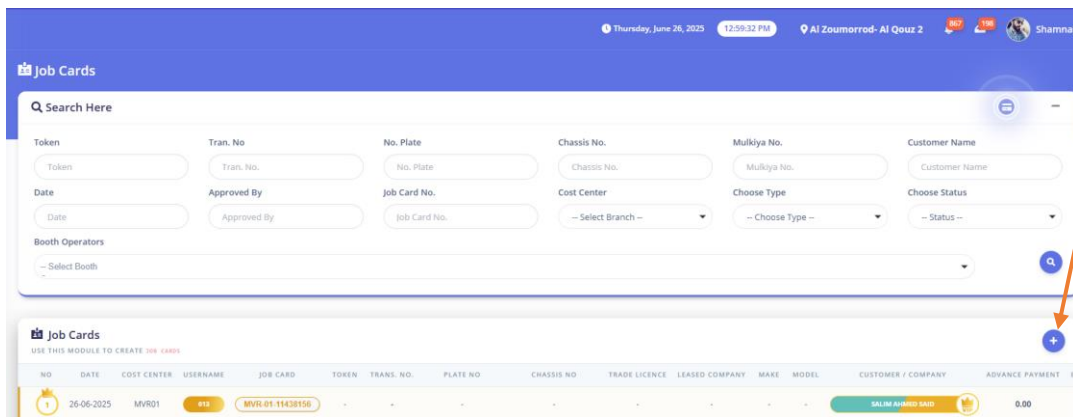 Thursday, June 26, 2025 12:59:32 PM Al Zoumorrod- Al Qouz 2 867 198 Shamna
Job Cards
Search Here
Token Tran. No No. Plate Chassis No. Mulkiya No. Customer Name
Token Tran. No. No. Plate Chassis No. Mulkiya No. Customer Name
Date Approved By Job Card No. Cost Center Choose Type Choose Status
Date Approved By Job Card No. -- Select Branch -- -- Choose Type -- -- Status --
Booth Operators
-- Select Booth
Job Cards
USE THIS MODULE TO CREATE JOB CARDS
NO DATE COST CENTER USERNAME JOB CARD TOKEN TRANS. NO. PLATE NO CHASSIS NO TRADE LICENCE LEASED COMPANY MAKE MODEL CUSTOMER / COMPANY ADVANCE PAYMENT
1 26-06-2025 MVR01 913 MVR-01-11438156 - - - - - - - - SALIM AHMED SAID 0.00